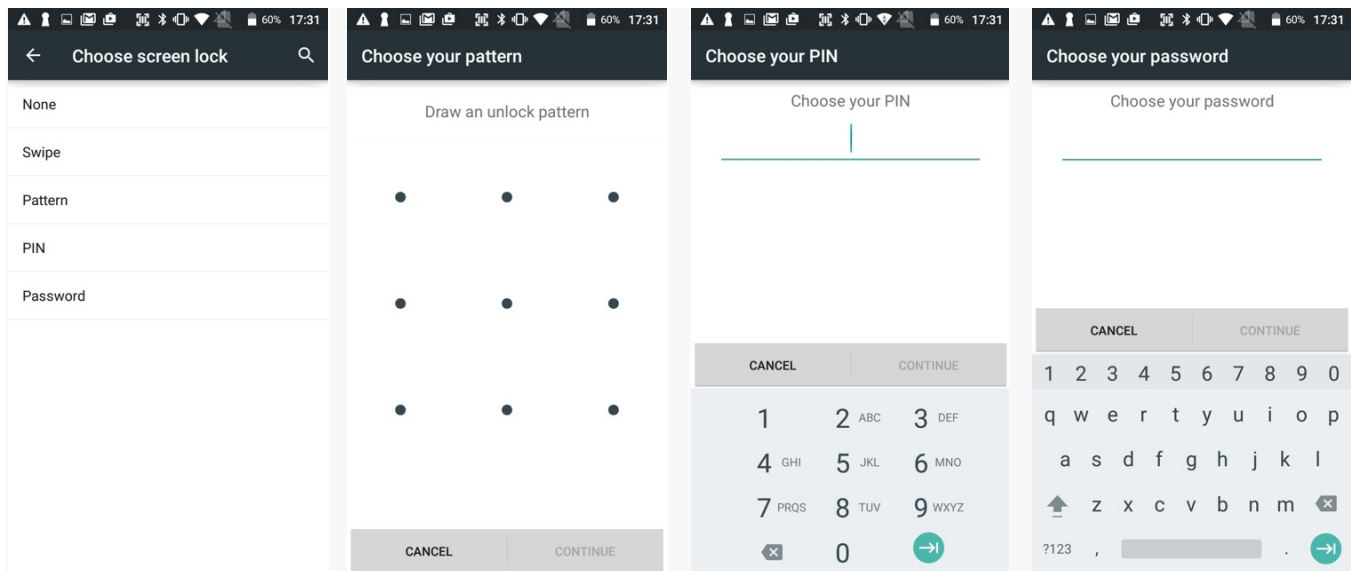 60% 17:31
Choose screen lock
None
Swipe
Pattern
PIN
Password
60% 17:31
Choose your pattern
Draw an unlock pattern
CANCEL CONTINUE
60% 17:31
Choose your PIN
Choose your PIN
CANCEL CONTINUE
1 2 ABC 3 DEF
4 GHI 5 JKL 6 MNO
7 PRQS 8 TUV 9 WXYZ
0
60% 17:31
Choose your password
Choose your password
CANCEL CONTINUE
1 2 3 4 5 6 7 8 9 0
q w e r t y u i o p
a s d f g h j k l
z x c v b n m
?123 , .